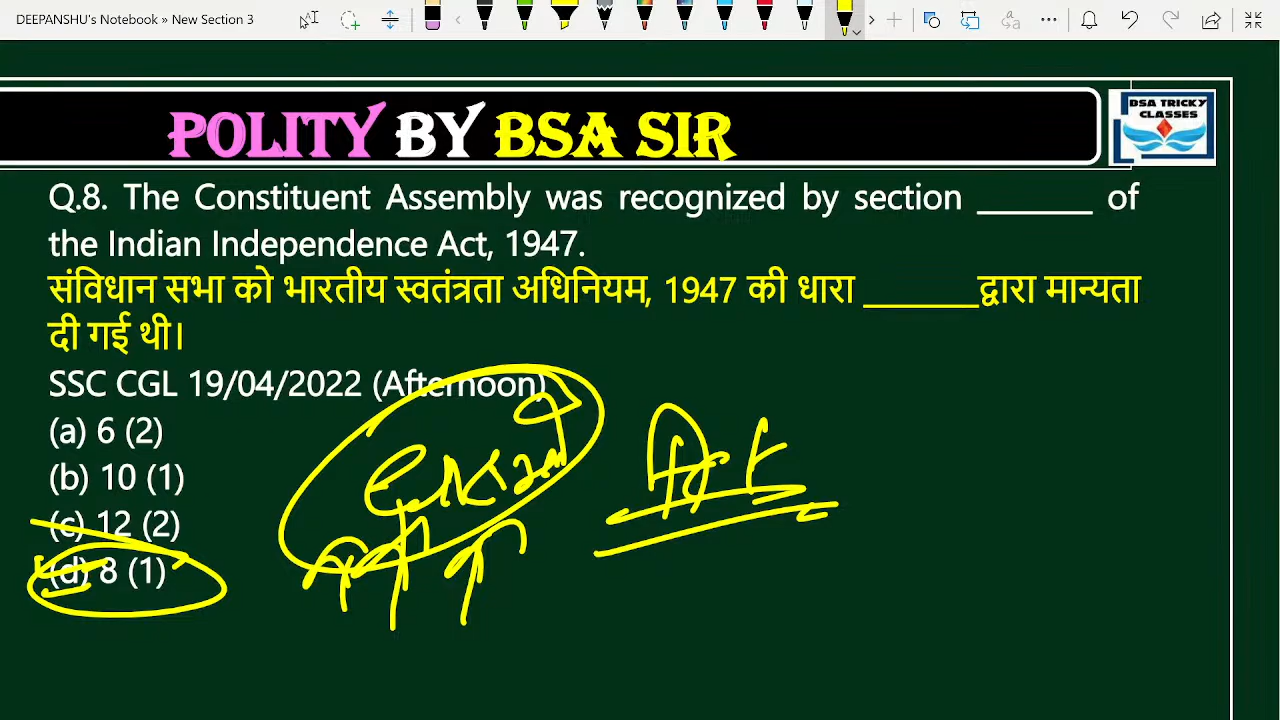 DEEPANSHU's Notebook » New Section 3
POLITY BY BSA SIR
BSA TRICKY
CLASSES
Q.8. The Constituent Assembly was recognized by section _______ of
the Indian Independence Act, 1947.
संविधान सभा को भारतीय स्वतंत्रता अधिनियम, 1947 की धारा _______द्वारा मान्यता
दी गई थी।
SSC CGL 19/04/2022 (Afternoon)
(a) 6 (2)
(b) 10 (1)
(c) 12 (2)
(d) 8 (1)